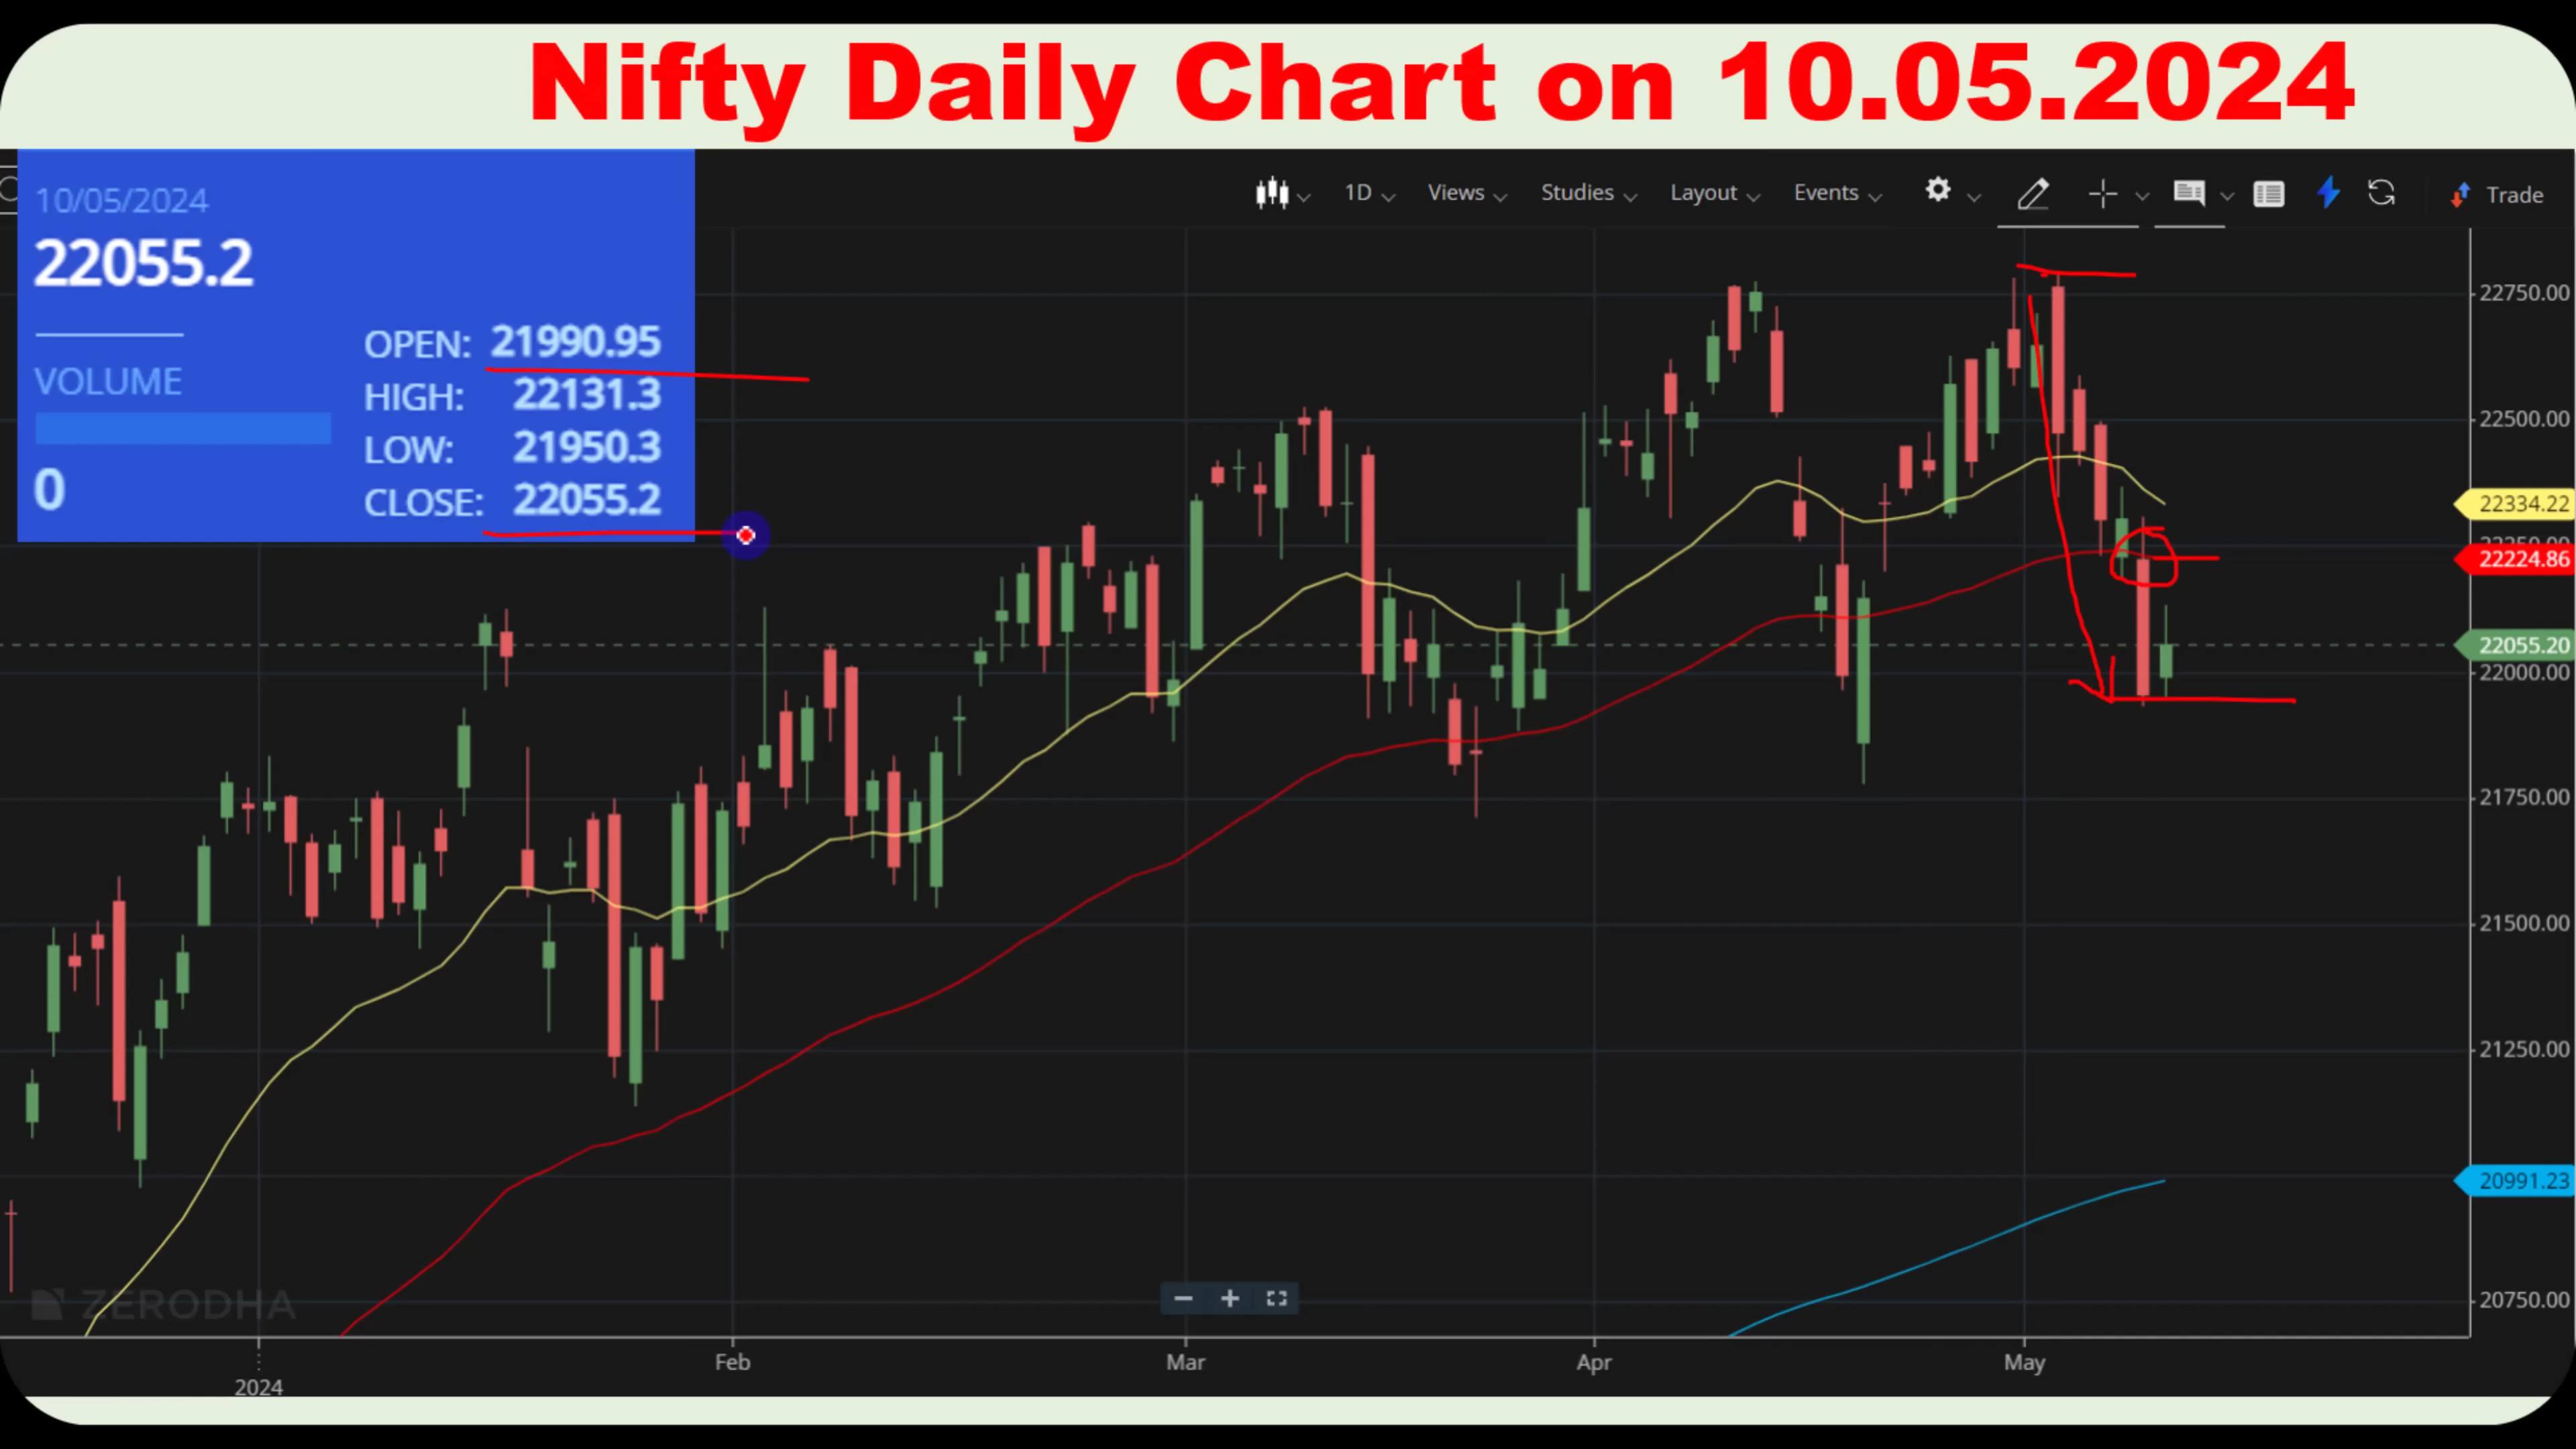 Nifty Daily Chart on 10.05.2024
10/05/2024
22055.2
VOLUME
0
OPEN: 21990.95
HIGH: 22131.3
LOW: 21950.3
CLOSE: 22055.2
1D Views Studies Layout Events Trade
22750.00
22500.00
22334.22
22224.86
22055.20
22000.00
21750.00
21500.00
21250.00
20991.23
20750.00
ZERODHA
Feb Mar Apr May
2024